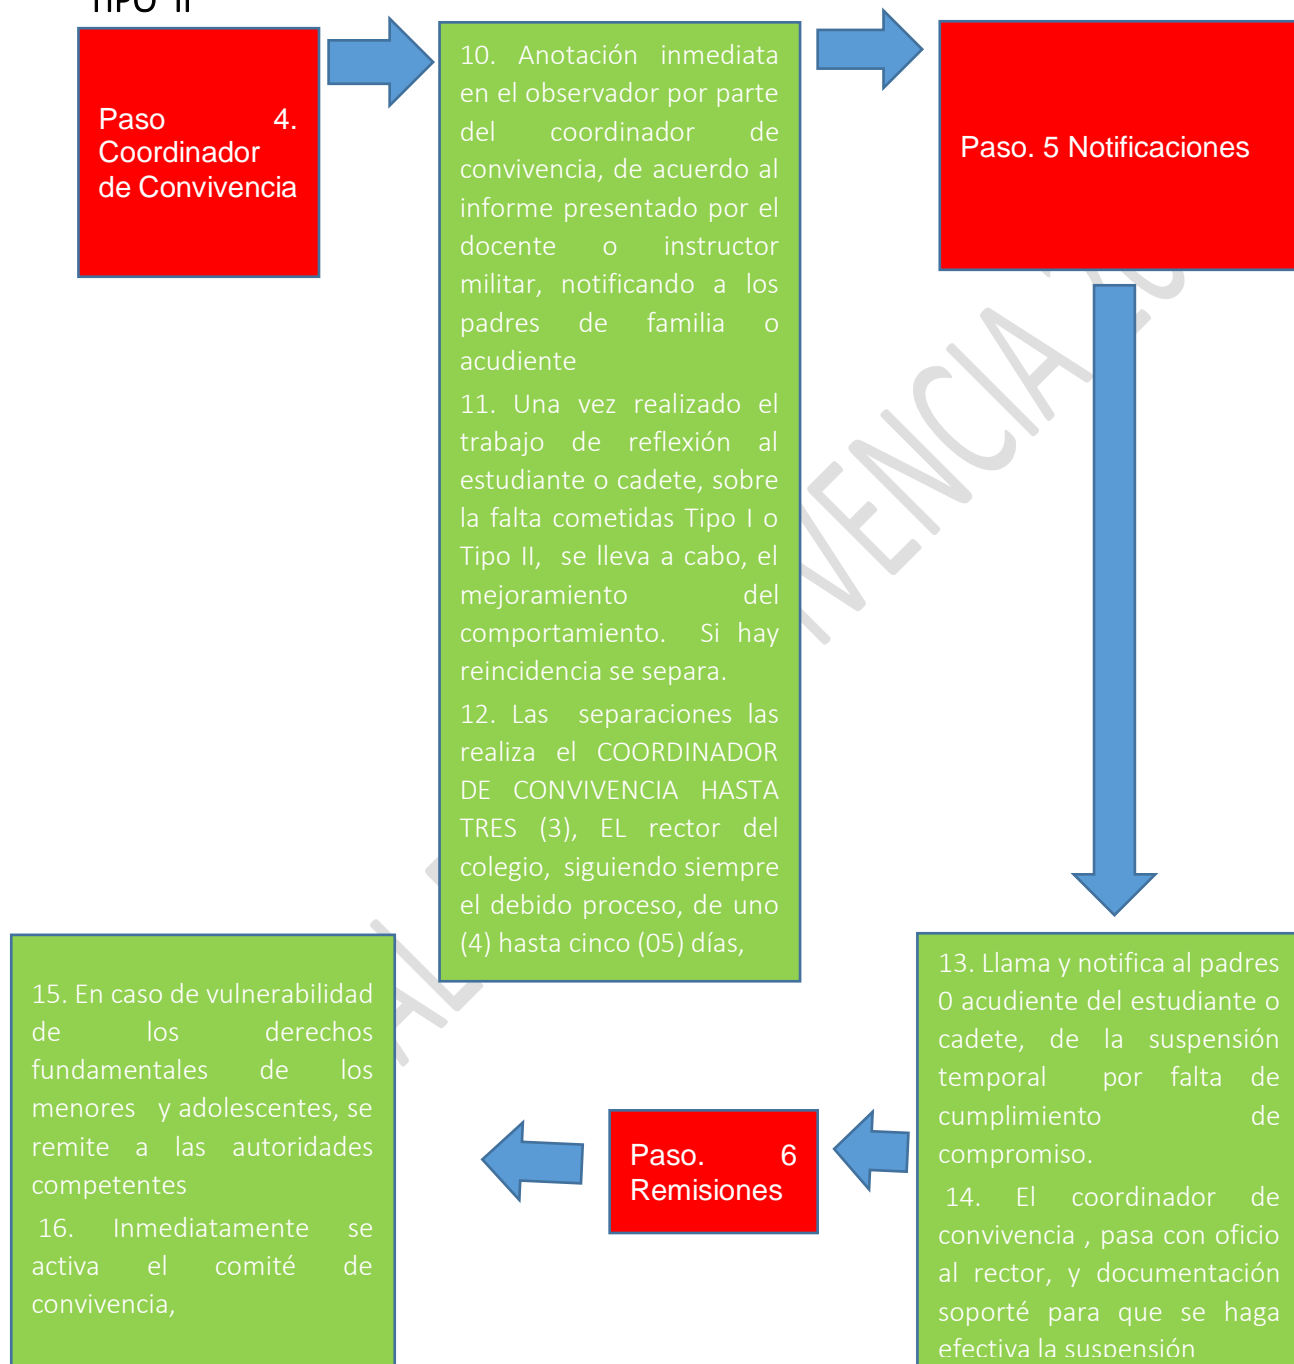 TIPO II
Paso 4.
Coordinador
de Convivencia
10. Anotación inmediata
en el observador por parte
del coordinador de
convivencia, de acuerdo al
informe presentado por el
docente o instructor
militar, notificando a los
padres de familia o
acudiente
11. Una vez realizado el
trabajo de reflexión al
estudiante o cadete, sobre
la falta cometidas Tipo I o
Tipo II, se lleva a cabo, el
mejoramiento del
comportamiento. Si hay
reincidencia se separa.
12. Las separaciones las
realiza el COORDINADOR
DE CONVIVENCIA HASTA
TRES (3), EL rector del
colegio, siguiendo siempre
el debido proceso, de uno
(4) hasta cinco (05) días,
Paso. 5 Notificaciones
13. Llama y notifica al padres
0 acudiente del estudiante o
cadete, de la suspensión
temporal por falta de
cumplimiento de
compromiso.
14. El coordinador de
convivencia , pasa con oficio
al rector, y documentación
soporté para que se haga
efectiva la suspensión
Paso. 6
Remisiones
15. En caso de vulnerabilidad
de los derechos
fundamentales de los
menores y adolescentes, se
remite a las autoridades
competentes
16. Inmediatamente se
activa el comité de
convivencia,